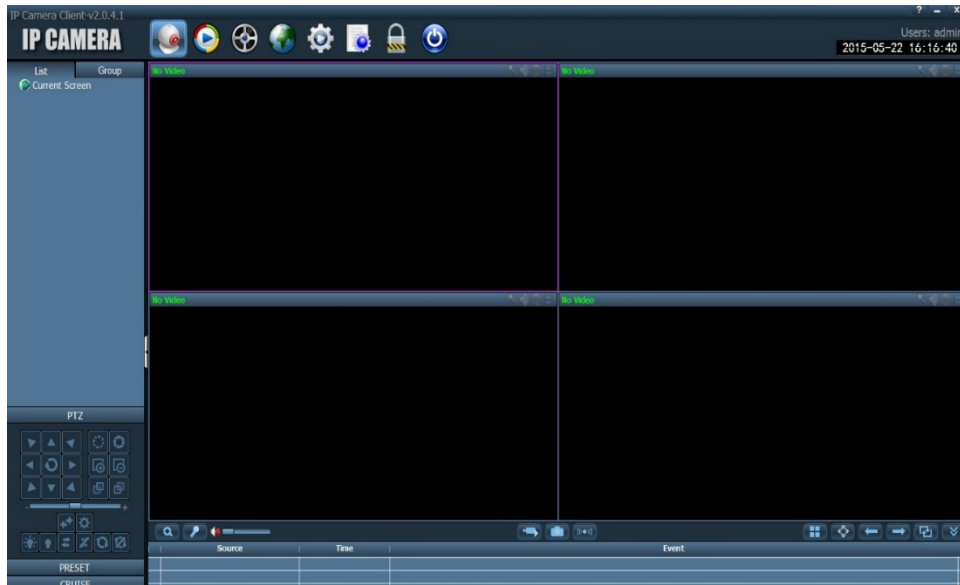 IP Camera Client-v2.0.4.1
? – x
IP CAMERA
Users: admin
2015-05-22 16:16:40
List Group
Current Screen
No Video
No Video
No Video
No Video
PTZ
- +
Source Time Event
PRESET
CRUISE